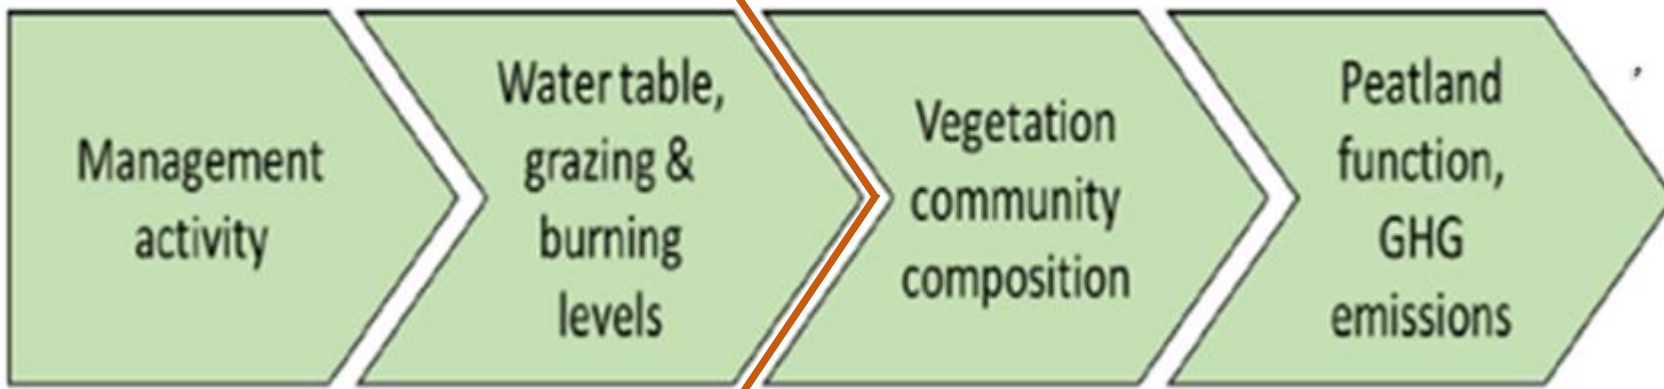 Management
activity
Water table,
grazing &
burning
levels
Vegetation
community
composition
Peatland
function,
GHG
emissions